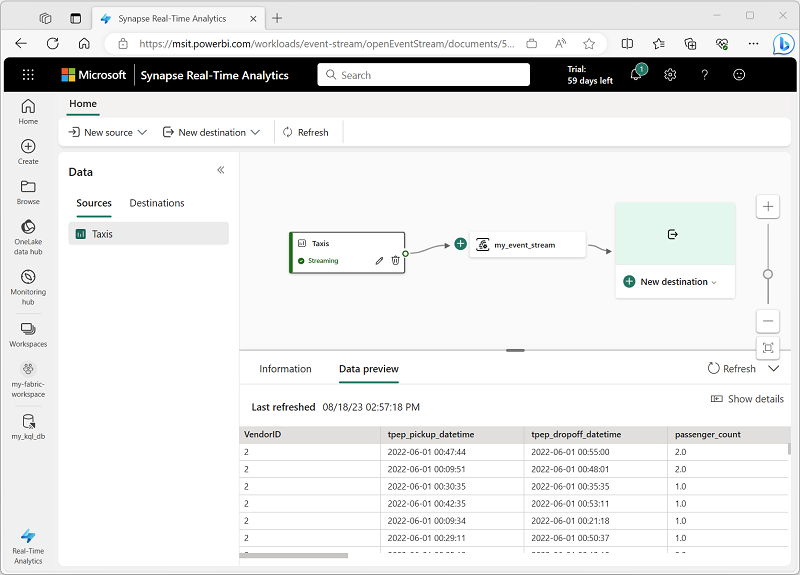 Synapse Real-Time Analytics
https://msit.powerbi.com/workloads/event-stream/openEventStream/documents/5...
Microsoft
Synapse Real-Time Analytics
Search
Trial:
59 days left
1
Home
Home
New source
New destination
Refresh
Create
Browse
OneLake
data hub
Monitoring
hub
Workspaces
my-fabric-
workspace
my_kql_db
Real-Time
Analytics
Data
Sources
Destinations
Taxis
Taxis
Streaming
my_event_stream
New destination
Information
Data preview
Refresh
Last refreshed 08/18/23 02:57:18 PM
Show details
VendorID tpep_pickup_datetime tpep_dropoff_datetime passenger_count
2 2022-06-01 00:47:44 2022-06-01 00:55:00 2.0
2 2022-06-01 00:09:51 2022-06-01 00:48:01 2.0
2 2022-06-01 00:30:35 2022-06-01 00:35:35 1.0
2 2022-06-01 00:42:35 2022-06-01 00:53:11 1.0
2 2022-06-01 00:09:34 2022-06-01 00:21:18 1.0
2 2022-06-01 00:29:11 2022-06-01 00:50:37 1.0